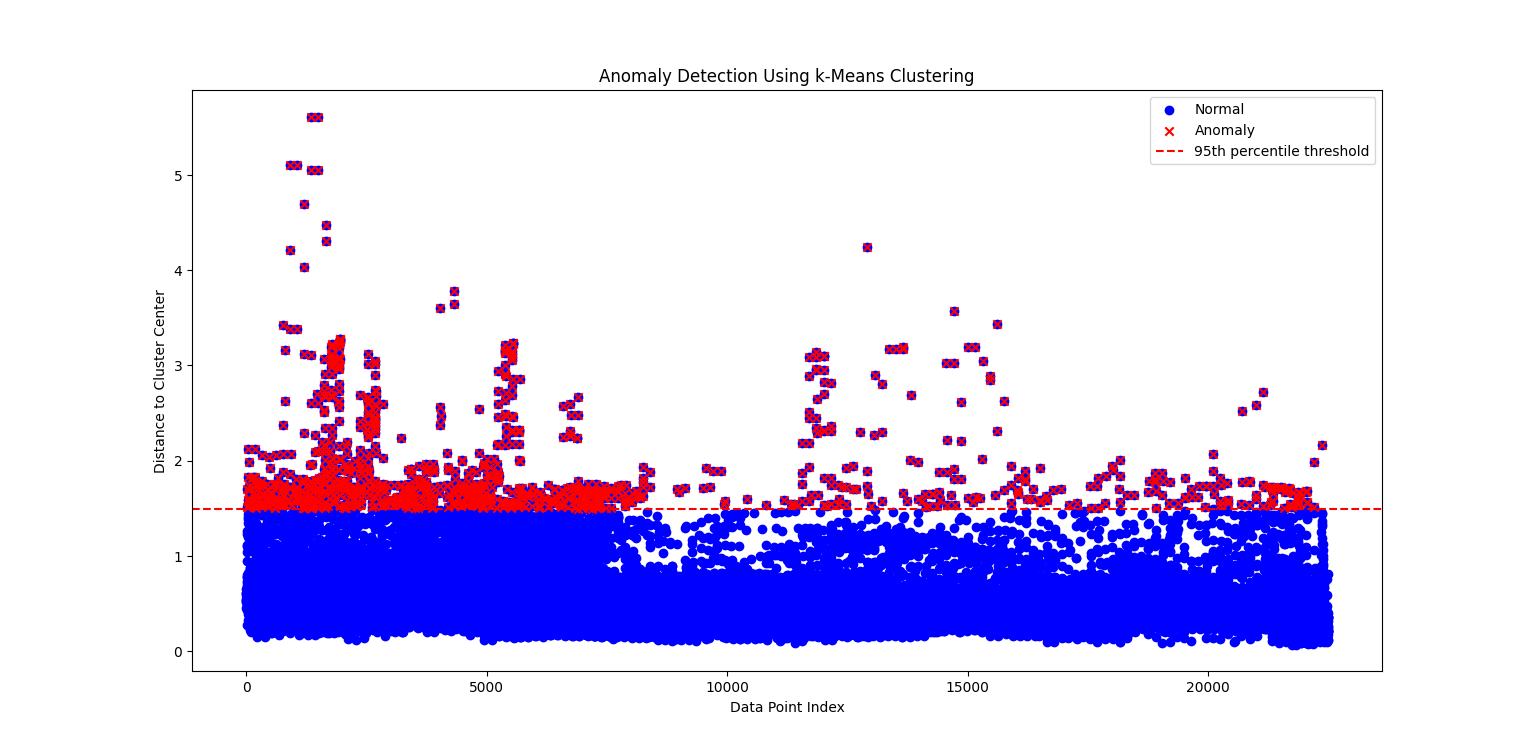 Anomaly Detection Using k-Means Clustering
Normal
Anomaly
95th percentile threshold
Distance to Cluster Center
5
4
3
2
1
0
0
5000
10000
15000
20000
Data Point Index